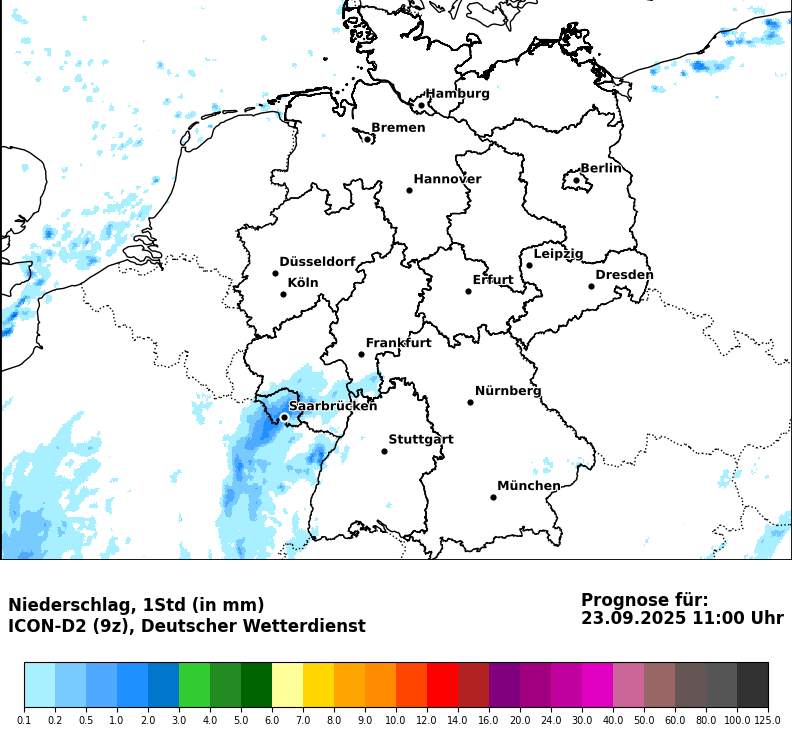 Hamburg
Bremen
Berlin
Hannover
Leipzig
Düsseldorf
Dresden
Köln
Erfurt
Frankfurt
Nürnberg
Saarbrücken
Stuttgart
München
Niederschlag, 1Std (in mm)
ICON-D2 (9z), Deutscher Wetterdienst
Prognose für:
23.09.2025 11:00 Uhr
0.1 0.2 0.5 1.0 2.0 3.0 4.0 5.0 6.0 7.0 8.0 9.0 10.0 12.0 14.0 16.0 20.0 24.0 30.0 40.0 50.0 60.0 80.0 100.0 125.0